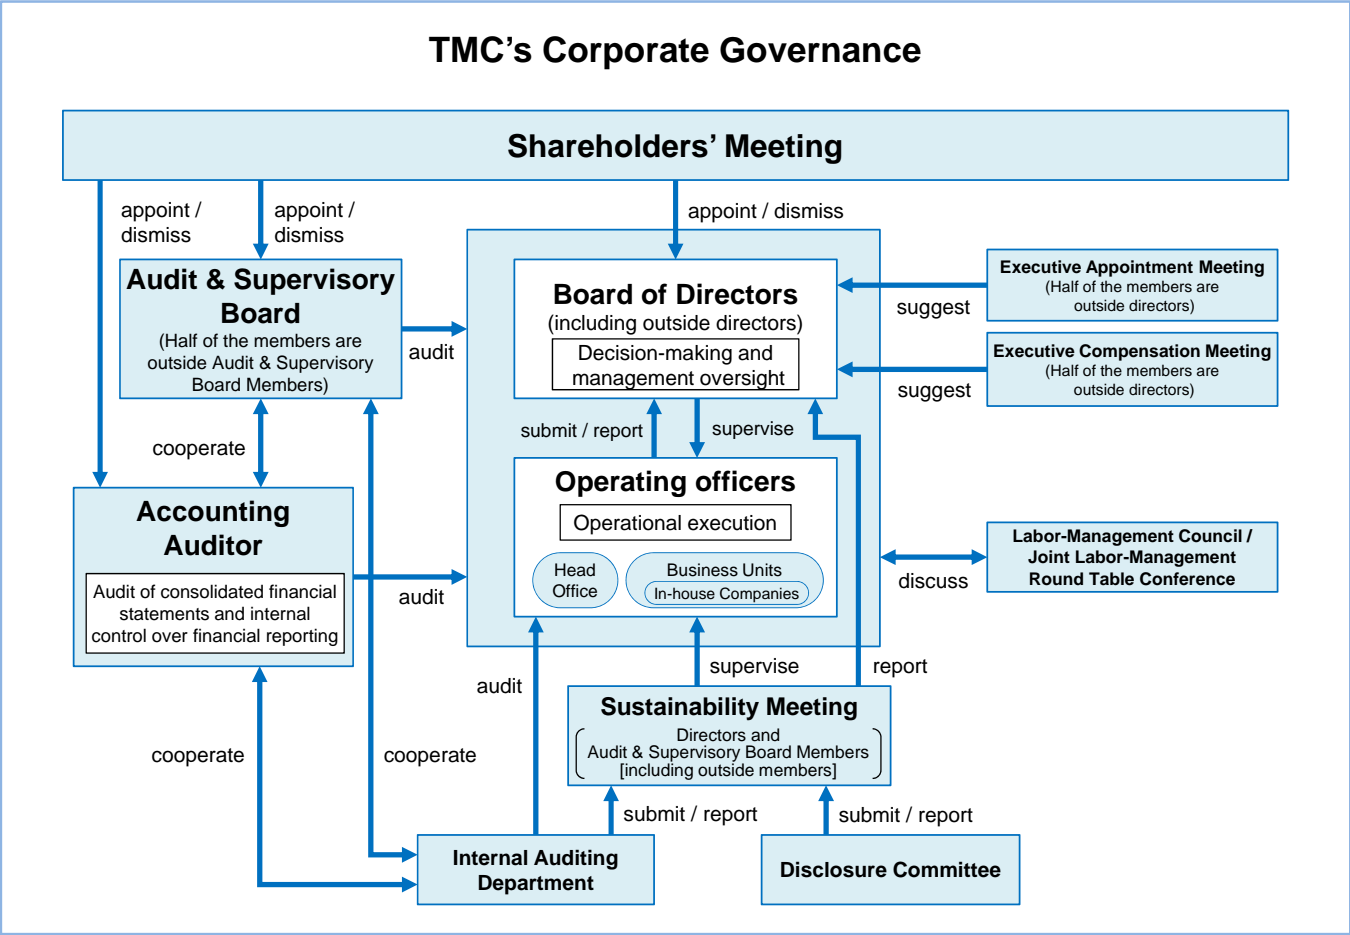 TMC’s Corporate Governance
Shareholders’ Meeting
appoint /
dismiss
appoint /
dismiss
appoint / dismiss
Audit & Supervisory
Board
(Half of the members are
outside Audit & Supervisory
Board Members)
audit
Board of Directors
(including outside directors)
Decision-making and
management oversight
suggest
Executive Appointment Meeting
(Half of the members are
outside directors)
suggest
Executive Compensation Meeting
(Half of the members are
outside directors)
cooperate
submit / report
supervise
Accounting
Auditor
Audit of consolidated financial
statements and internal
control over financial reporting
audit
Operating officers
Operational execution
Head
Office
Business Units
In-house Companies
discuss
Labor-Management Council /
Joint Labor-Management
Round Table Conference
audit
supervise
report
Sustainability Meeting
Directors and
Audit & Supervisory Board Members
[including outside members]
cooperate
cooperate
submit / report
submit / report
Internal Auditing
Department
Disclosure Committee